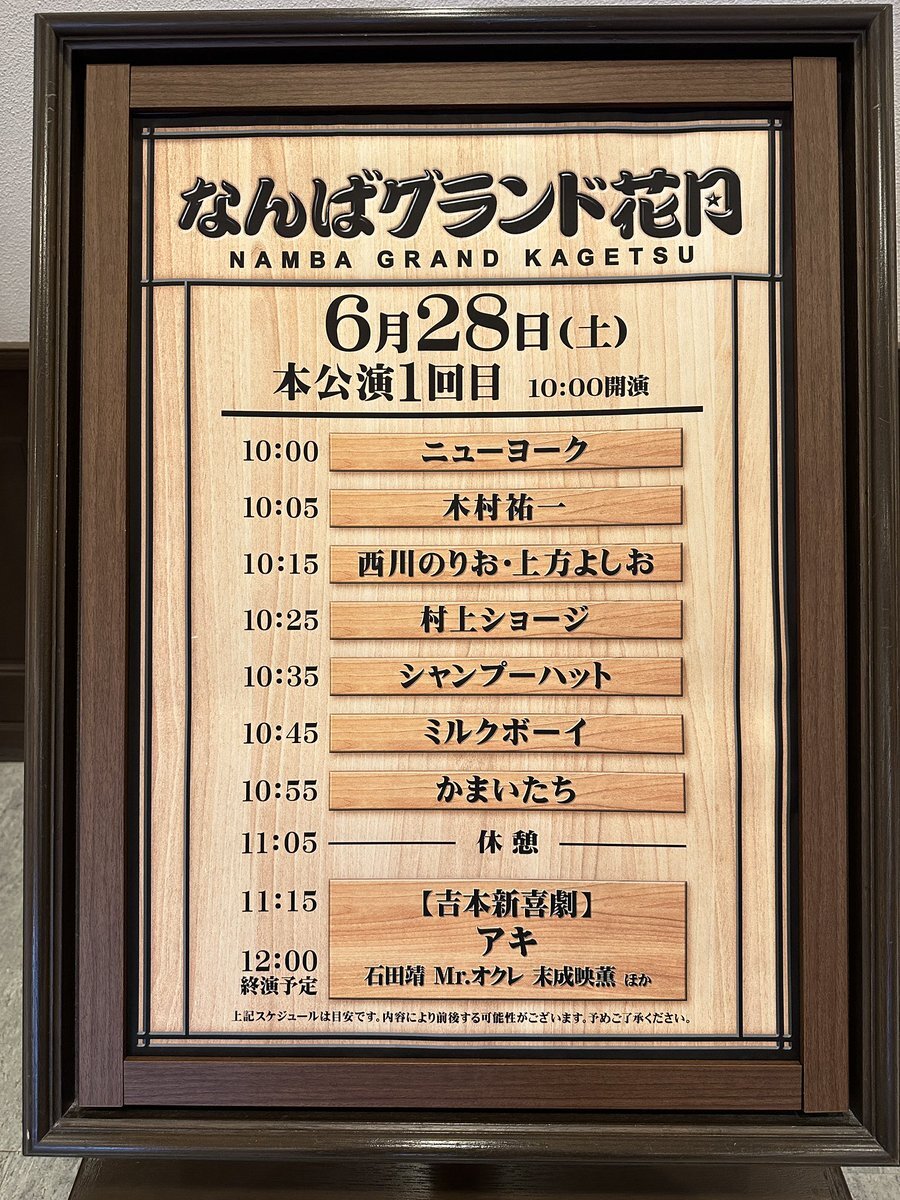 なんばグランド花月
NAMBA GRAND KAGETSU
6月28日(土)
本公演1回目 10:00開演
10:00 ニューヨーク
10:05 木村祐一
10:15 西川のりお・上方よしお
10:25 村上ショージ
10:35 シャンプーハット
10:45 ミルクボーイ
10:55 かまいたち
11:05 休憩
11:15 【吉本新喜劇】
アキ
12:00
終演予定 石田靖 Mr.オクレ 末成映薫 ほか
上記スケジュールは目安です。内容により前後する可能性がございます。予めご了承ください。